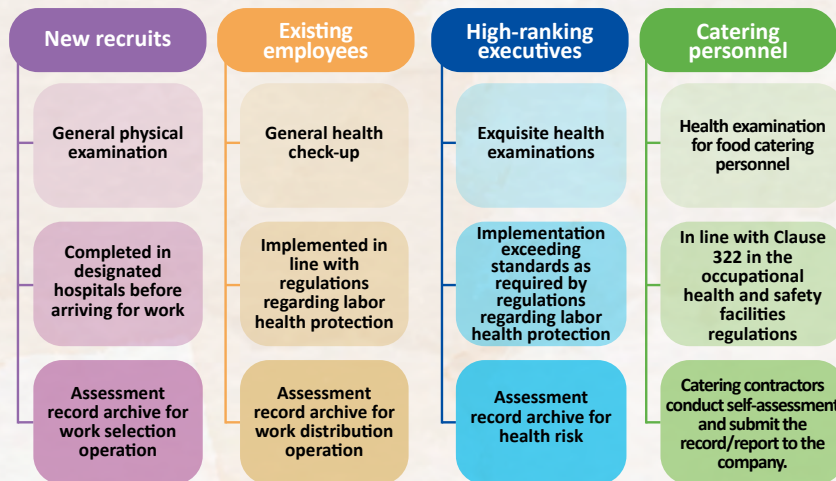 New recruits
General physical
examination
Completed in
designated
hospitals before
arriving for work
Assessment
record archive for
work selection
operation
Existing
employees
General health
check-up
Implemented in
line with
regulations
regarding labor
health protection
Assessment
record archive for
work distribution
operation
High-ranking
executives
Exquisite health
examinations
Implementation
exceeding
standards as
required by
regulations
regarding labor
health protection
Assessment
record archive for
health risk
Catering
personnel
Health examination
for food catering
personnel
In line with Clause
322 in the
occupational
health and safety
facilities
regulations
Catering contractors
conduct self-assessment
and submit the
record/report to the
company.